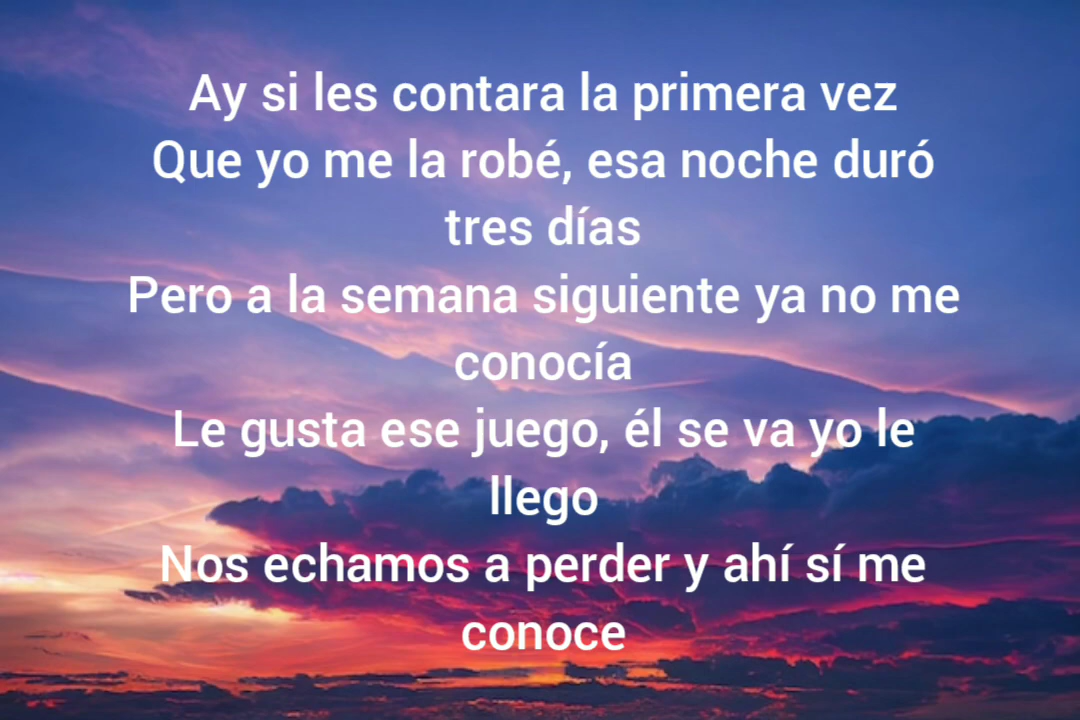 Ay si les contara la primera vez
Que yo me la robé, esa noche duró
tres días
Pero a la semana siguiente ya no me
conocía
Le gusta ese juego, él se va yo le
llego
Nos echamos a perder y ahí sí me
conoce